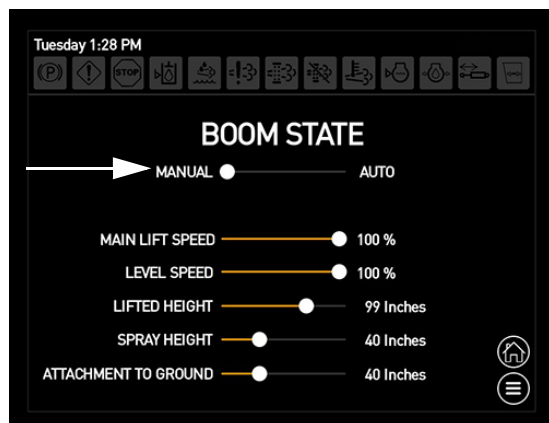 Tuesday 1:28 PM
(P) STOP
BOOM STATE
MANUAL AUTO
MAIN LIFT SPEED 100 %
LEVEL SPEED 100 %
LIFTED HEIGHT 99 Inches
SPRAY HEIGHT 40 Inches
ATTACHMENT TO GROUND 40 Inches